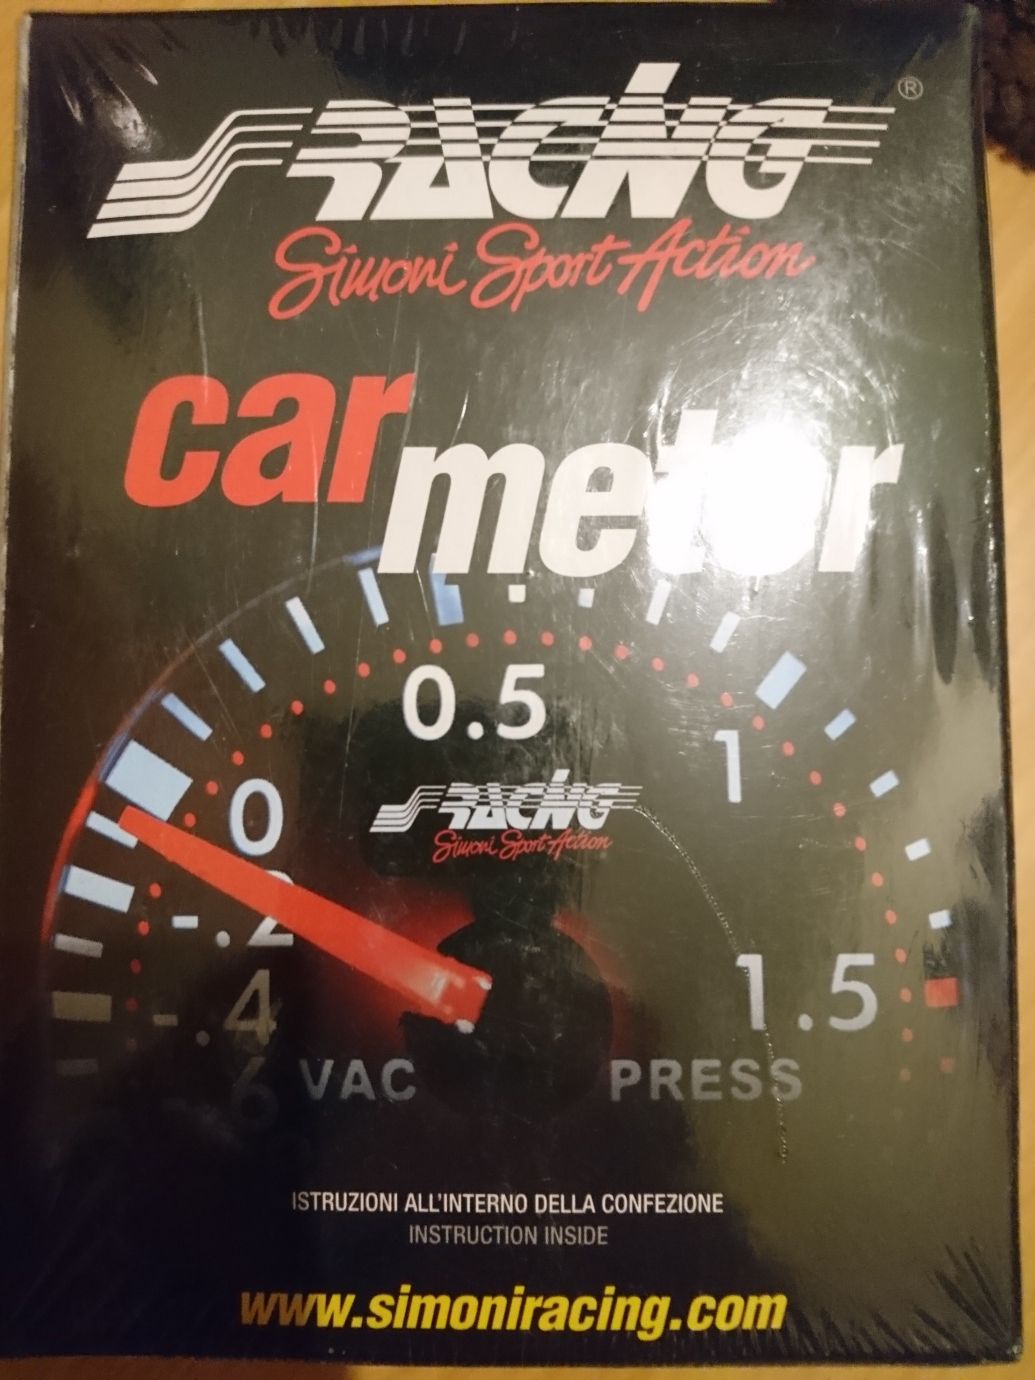 RACING ®
Simoni Sport Action
car
meter
0.5
1
0
RACING
Simoni Sport Action
-.2
1.5
-.4
-.6
VAC PRESS
ISTRUZIONI ALL'INTERNO DELLA CONFEZIONE
INSTRUCTION INSIDE
www.simoniracing.com